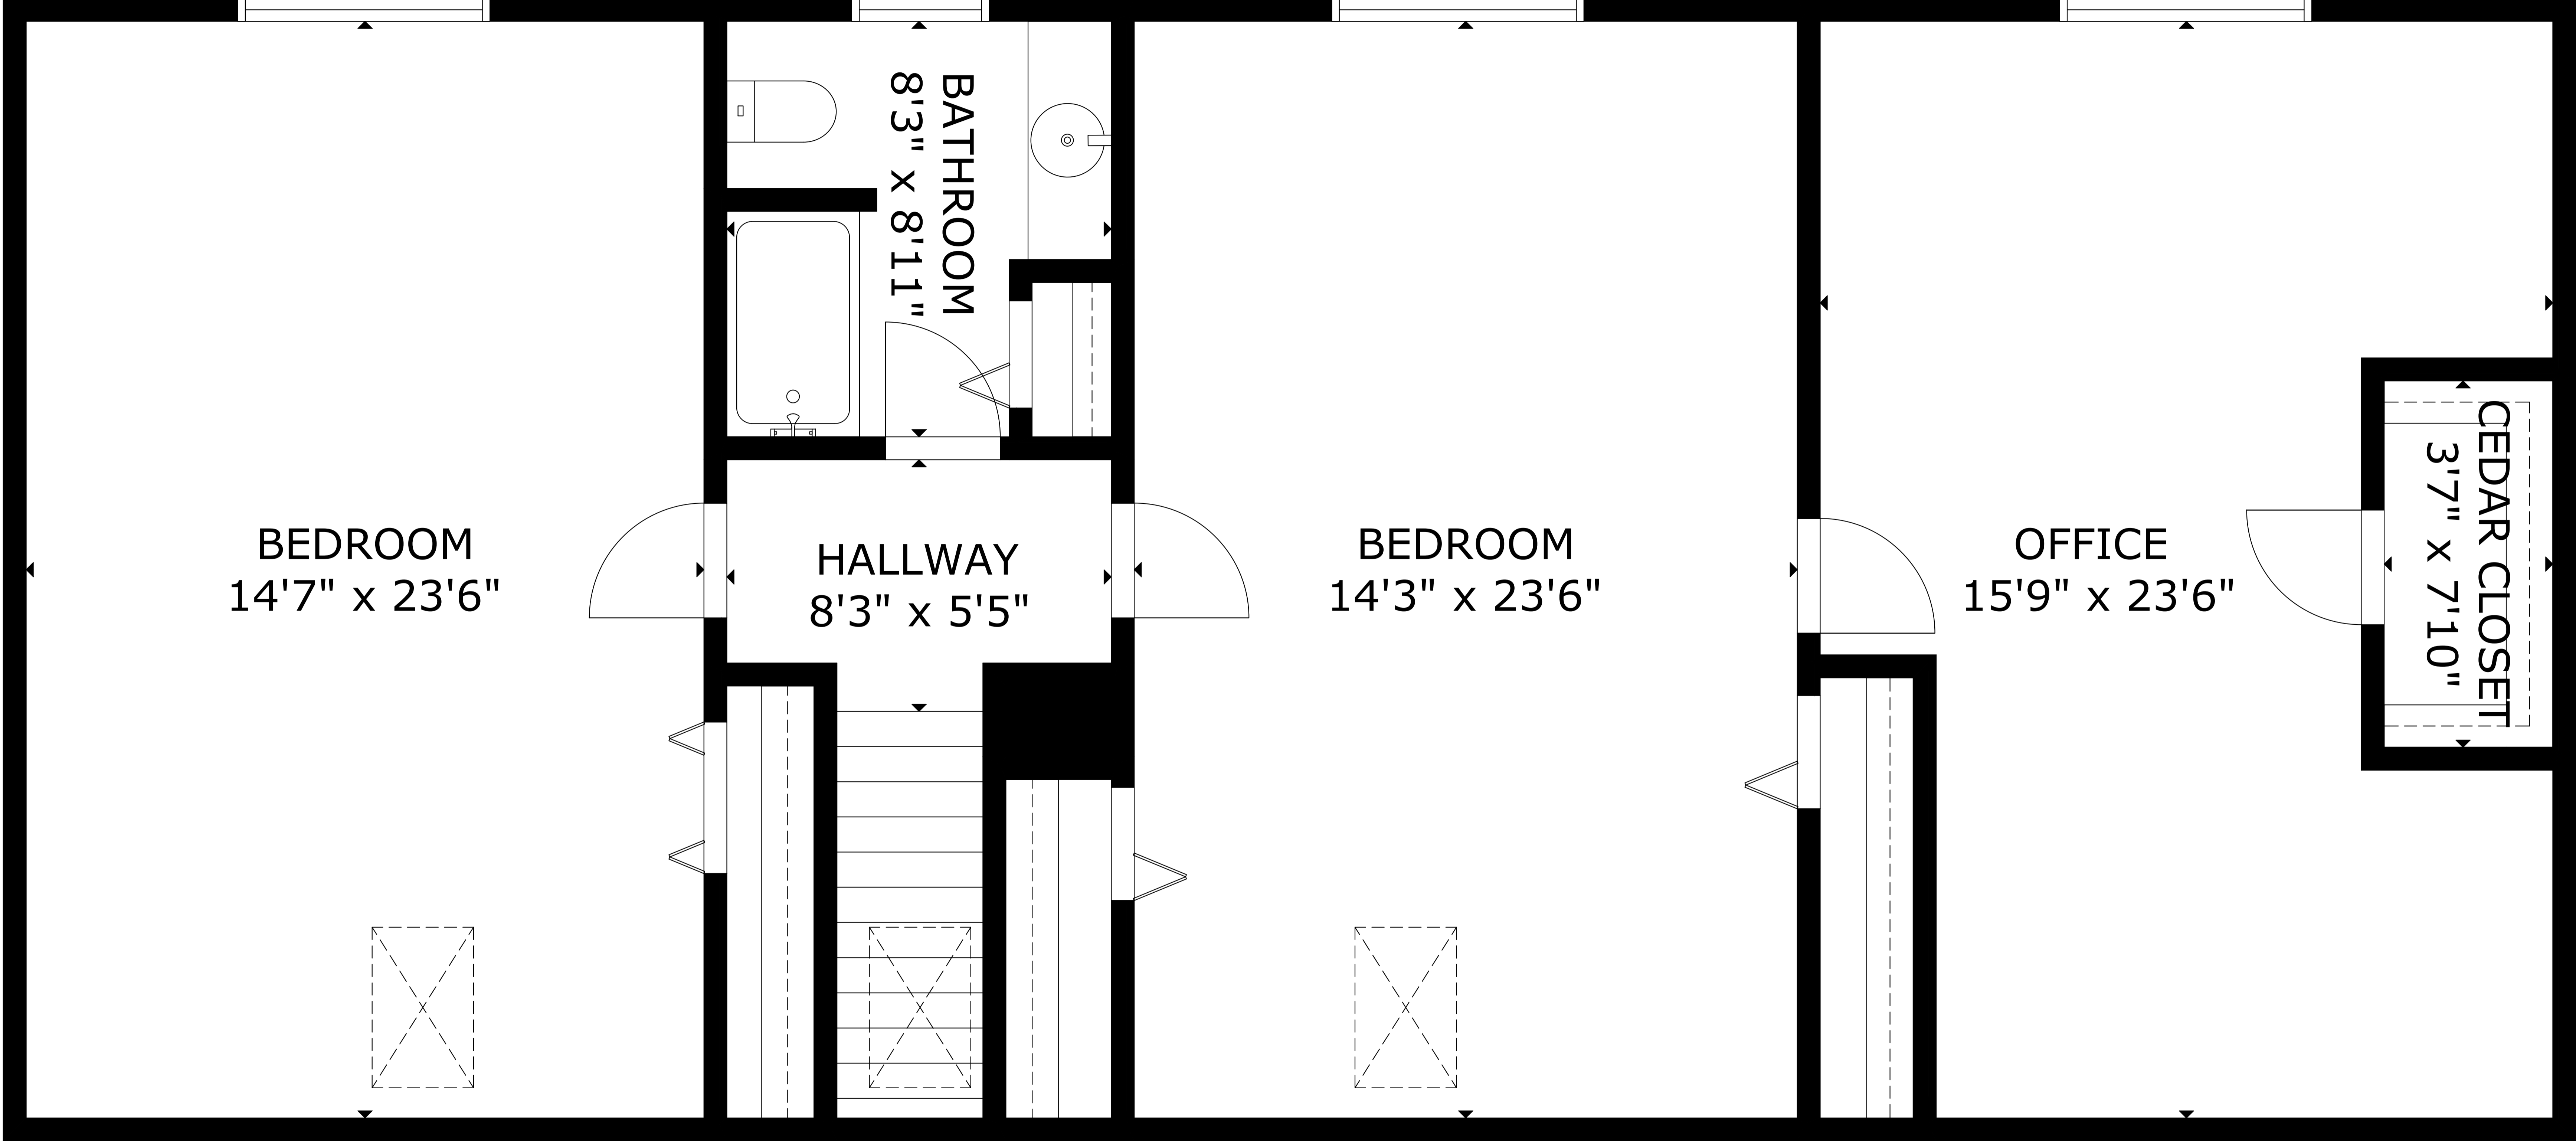 BEDROOM
14'7" x 23'6"
BATHROOM
8'3" x 8'11"
HALLWAY
8'3" x 5'5"
BEDROOM
14'3" x 23'6"
OFFICE
15'9" x 23'6"
CEDAR CLOSET
3'7" x 7'10"